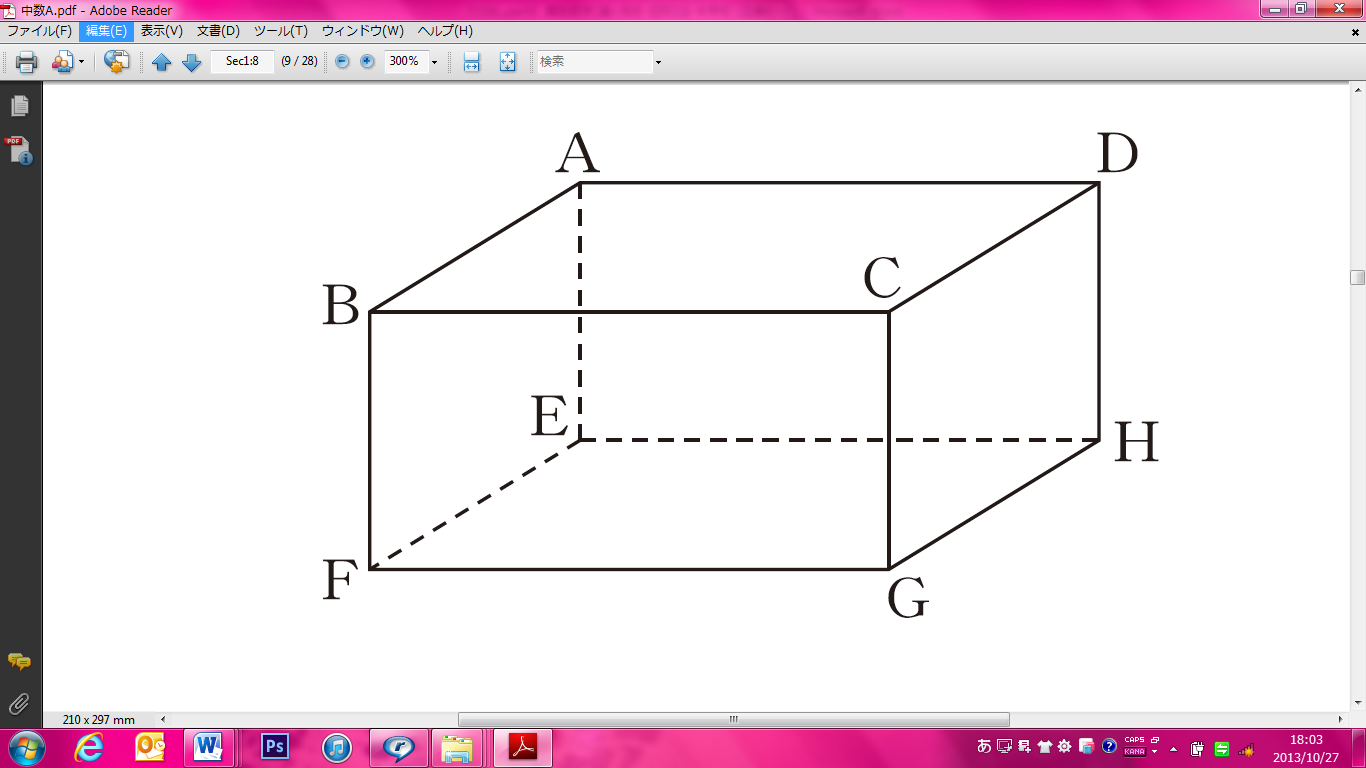 中数A.pdf - Adobe Reader
ファイル(F) 編集(E) 表示(V) 文書(D) ツール(T) ウィンドウ(W) ヘルプ(H)
Sec1:8 (9 / 28) 300% 検索
A D
B C
E H
F G
210 x 297 mm
あ CAPS KANA 18:03
2013/10/27